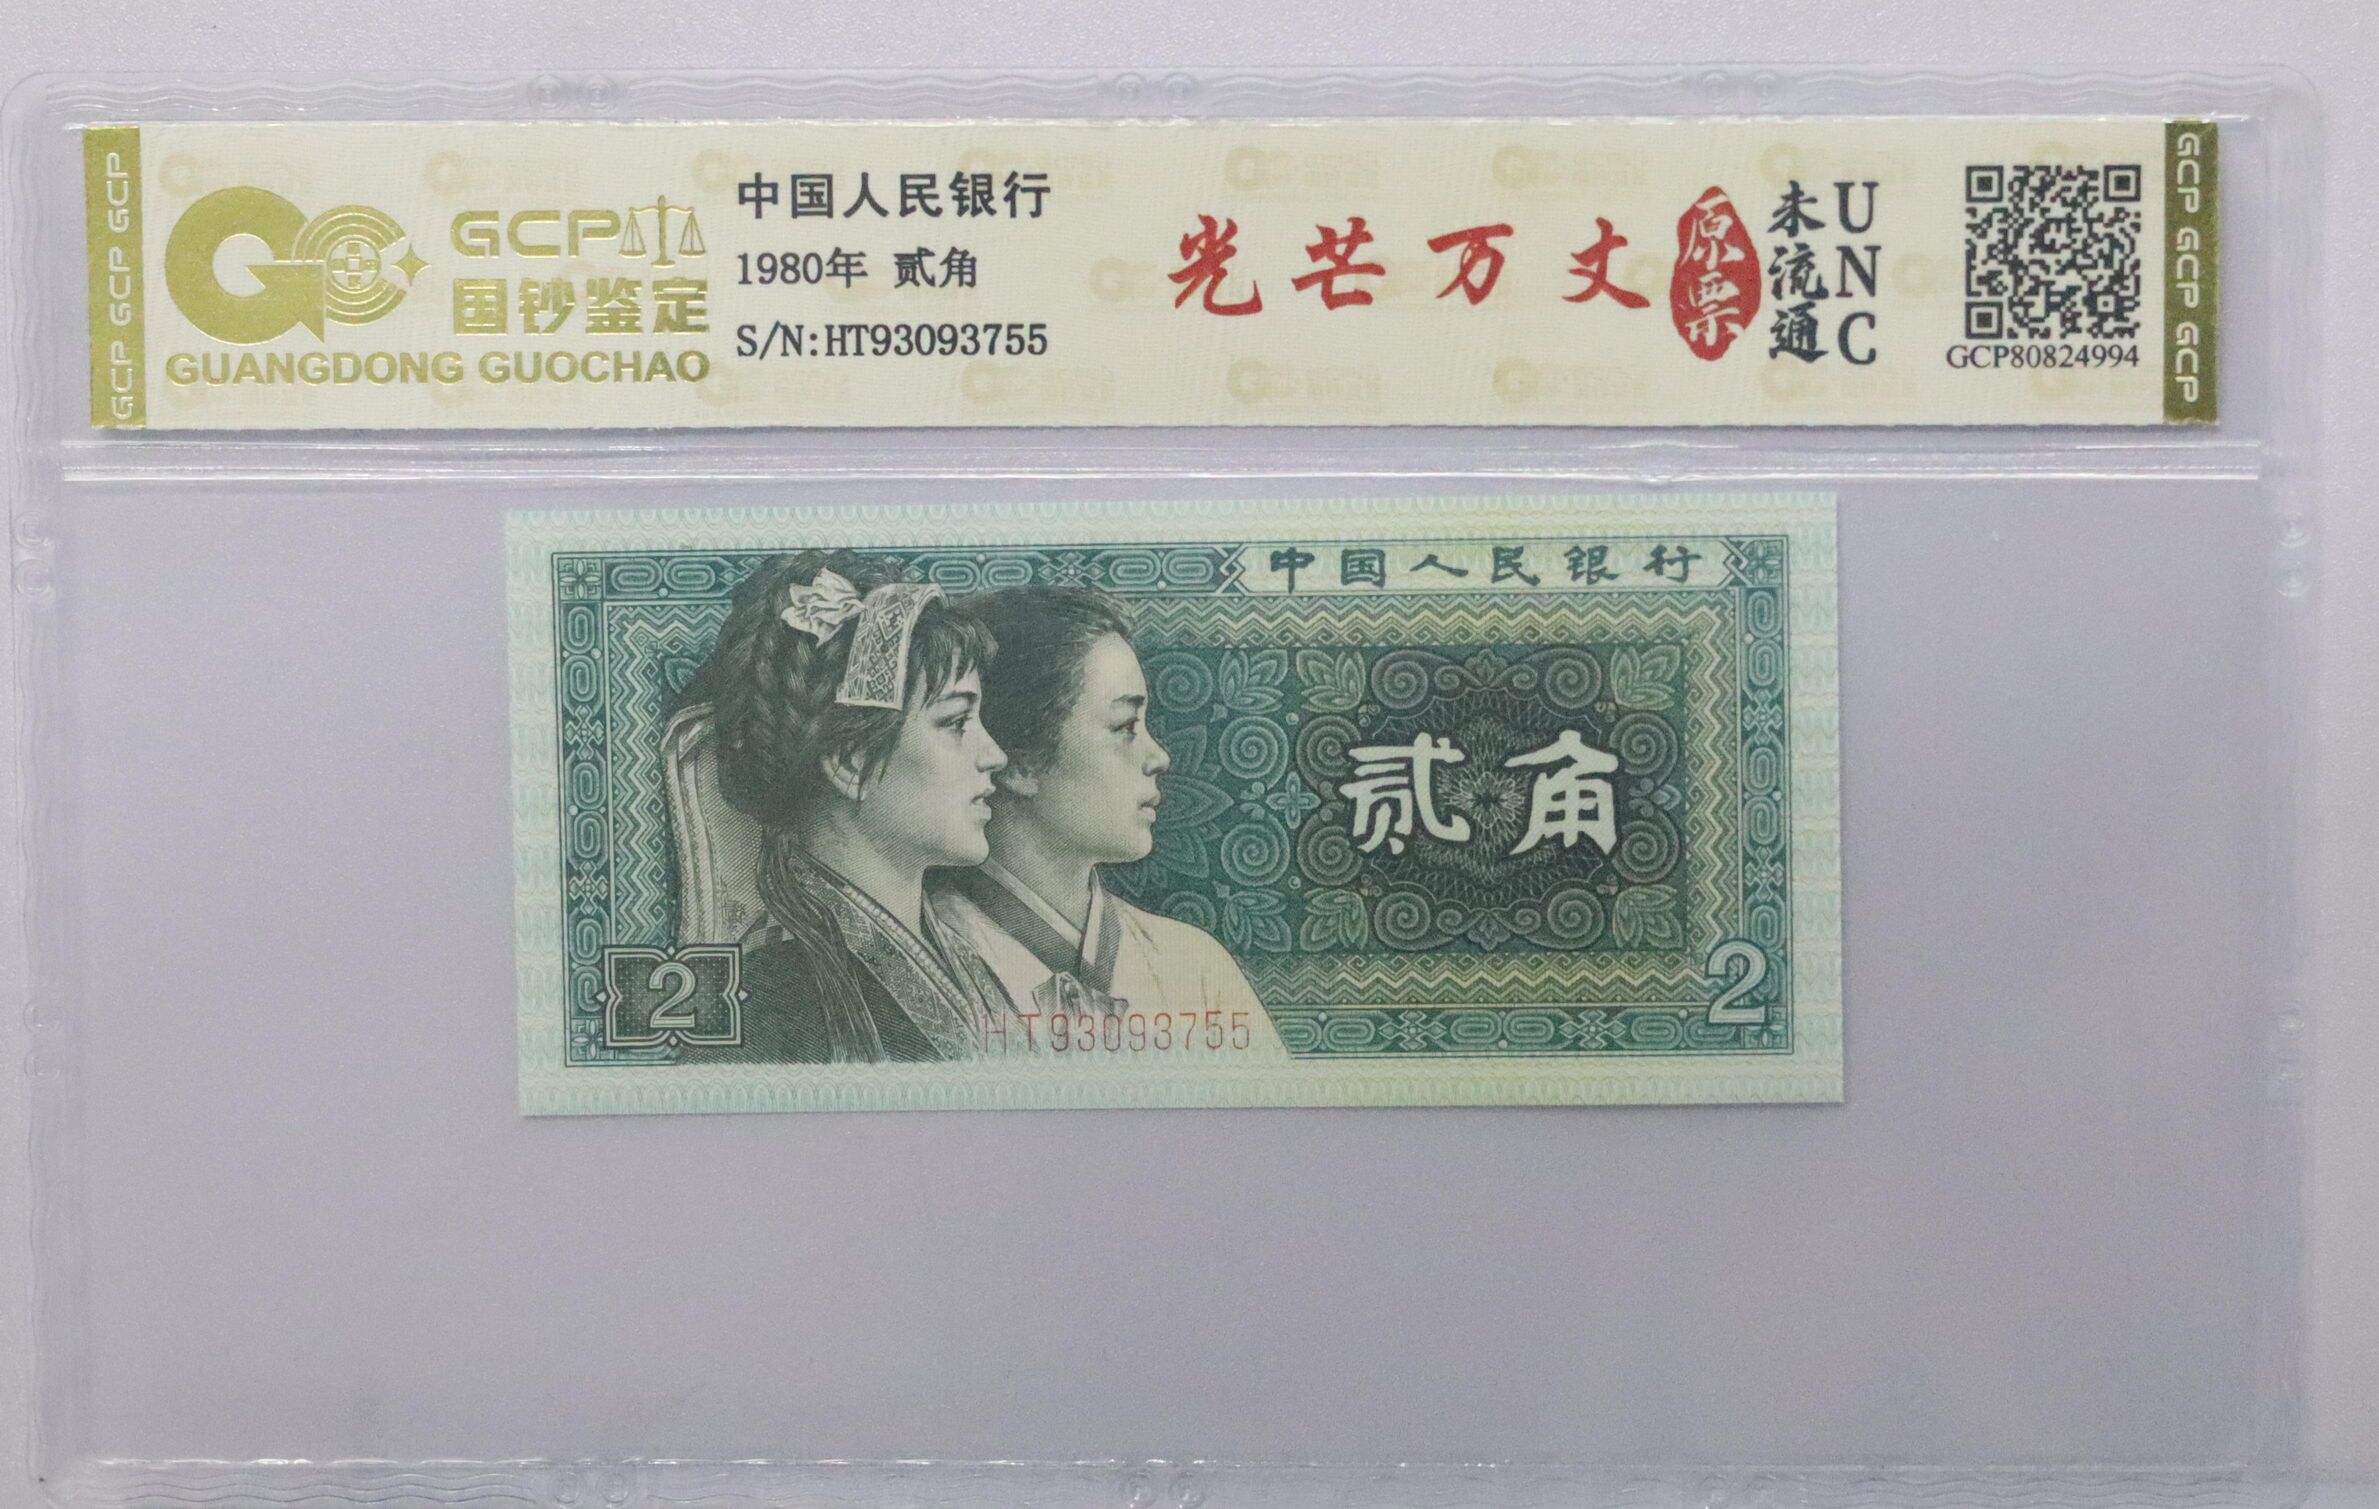 GCP GCP GCP
GCP
国钞鉴定
GUANGDONG GUOCHAO
中国人民银行
1980年 贰角
S/N:HT93093755
光芒万丈
原票
未流通
UNC
GCP80824994
GCP GCP GCP
中国人民银行
贰角
2
2
HT93093755